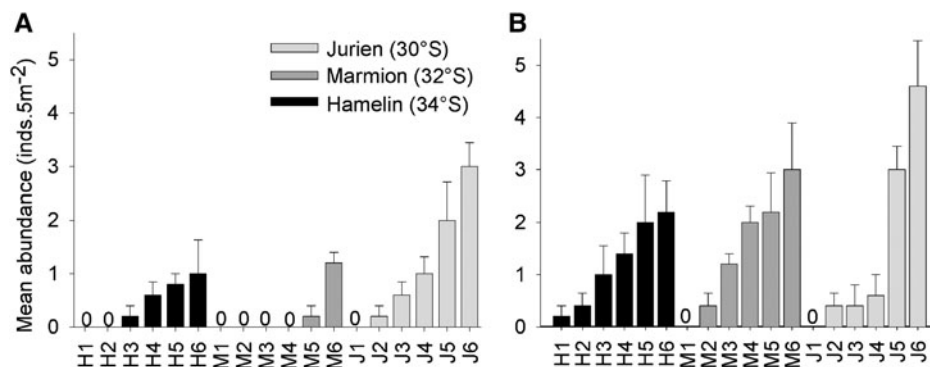 A
B
Mean abundance (inds.5m⁻²)
5
4
3
2
1
0
Jurien (30°S)
Marmion (32°S)
Hamelin (34°S)
0 0 0 0 0 0 0
H1 H2 H3 H4 H5 H6 M1 M2 M3 M4 M5 M6 J1 J2 J3 J4 J5 J6
5
4
3
2
1
0
0 0
H1 H2 H3 H4 H5 H6 M1 M2 M3 M4 M5 M6 J1 J2 J3 J4 J5 J6